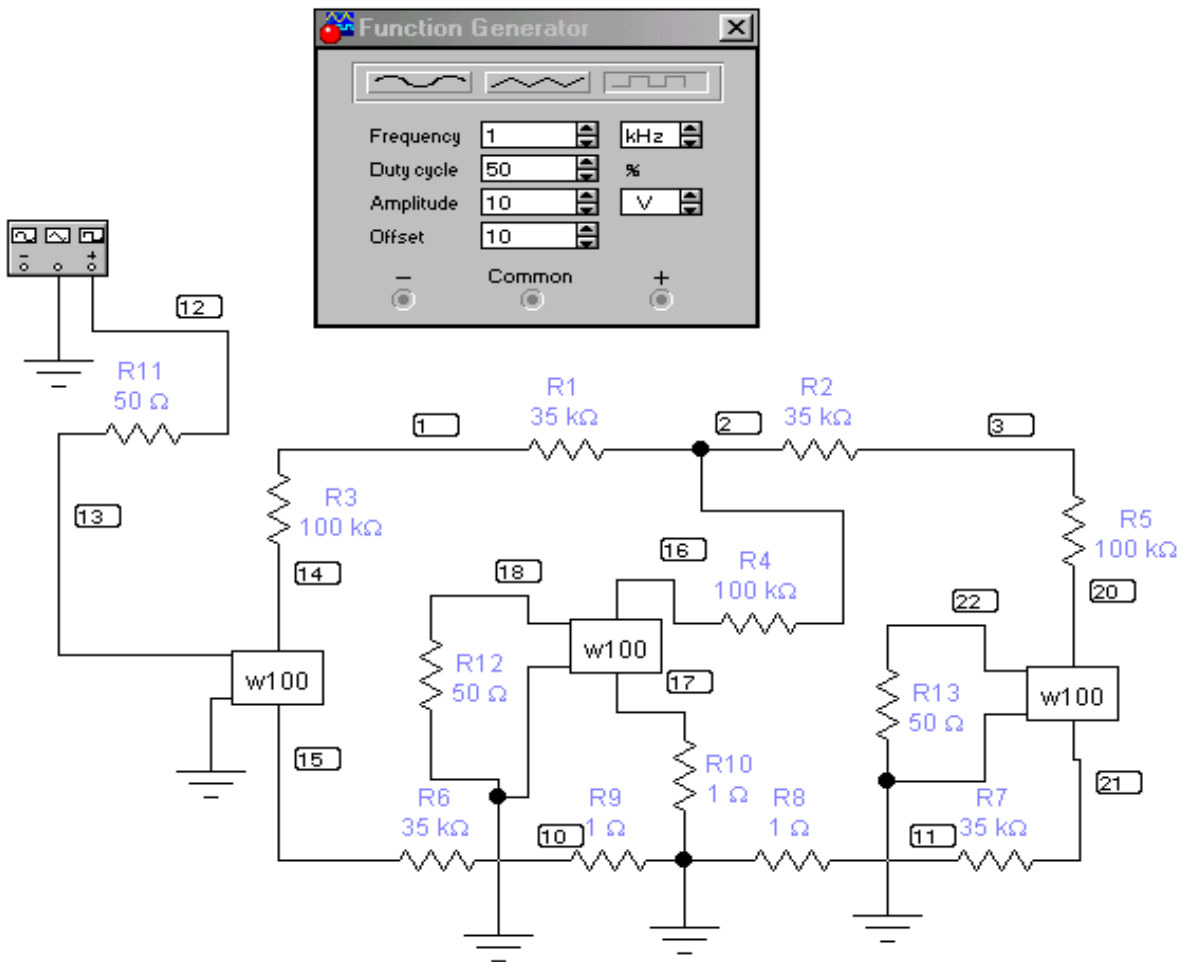 Function Generator
Frequency 1 kHz
Duty cycle 50 %
Amplitude 10 V
Offset 10
− Common +
− +
12
R11
50 Ω
R1
35 kΩ
R2
35 kΩ
1
2
3
13
R3
100 kΩ
R5
100 kΩ
14
18
16
R4
100 kΩ
20
22
w100
R12
50 Ω
w100
17
R13
50 Ω
w100
15
R10
1 Ω
21
R6
35 kΩ
10
R9
1 Ω
R8
1 Ω
11
R7
35 kΩ